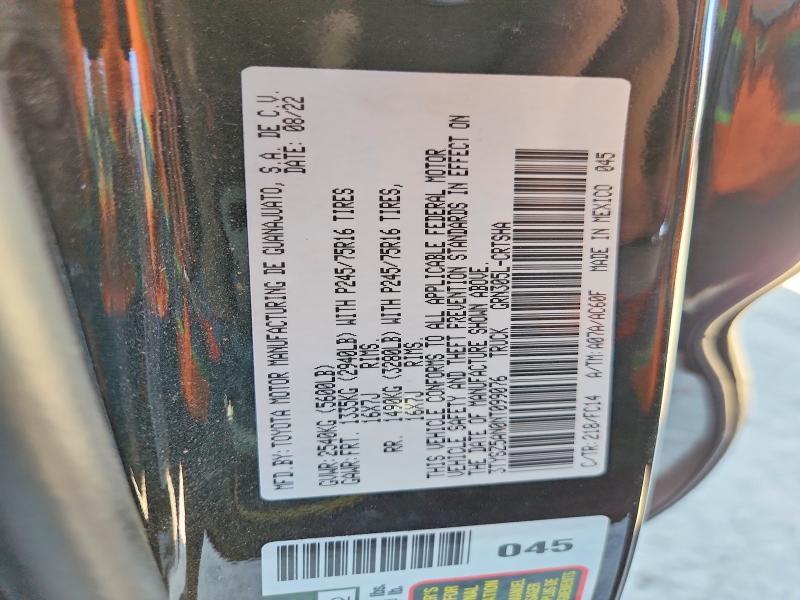 MFD.BY: TOYOTA MOTOR MANUFACTURING DE GUANAJUATO, S.A. DE C.V.
DATE: 08/22
GVWR: 2540KG (5600LB)
GAWR: FRT. 1335KG (2940LB) WITH P245/75R16 TIRES
16X7J RIMS.
RR. 1490KG (3280LB) WITH P245/75R16 TIRES,
16X7J RIMS.
THIS VEHICLE CONFORMS TO ALL APPLICABLE FEDERAL MOTOR
VEHICLE SAFETY AND THEFT PREVENTION STANDARDS IN EFFECT ON
THE DATE OF MANUFACTURE SHOWN ABOVE.
TRUCK
C/TR: 218/FC14 A/TM: A07A/AC60F MADE IN MEXICO 045
045
lbs.
lb.